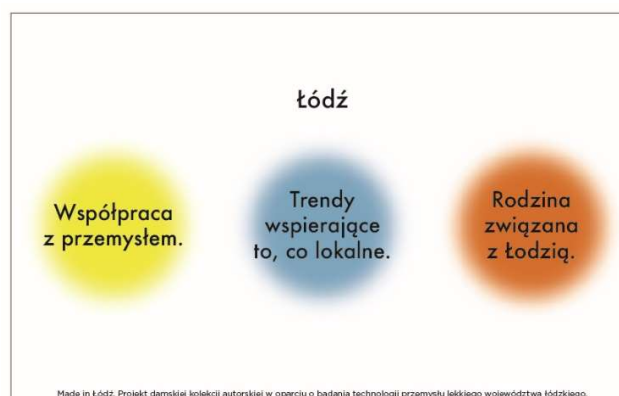 Łódź
Współpraca
z przemysłem.
Trendy
wspierające
to, co lokalne.
Rodzina
związana
z Łodzią.
Made in Łódź. Projekt damskiej kolekcji autorskiej w oparciu o badania technologii przemysłu lekkiego województwa łódzkiego.